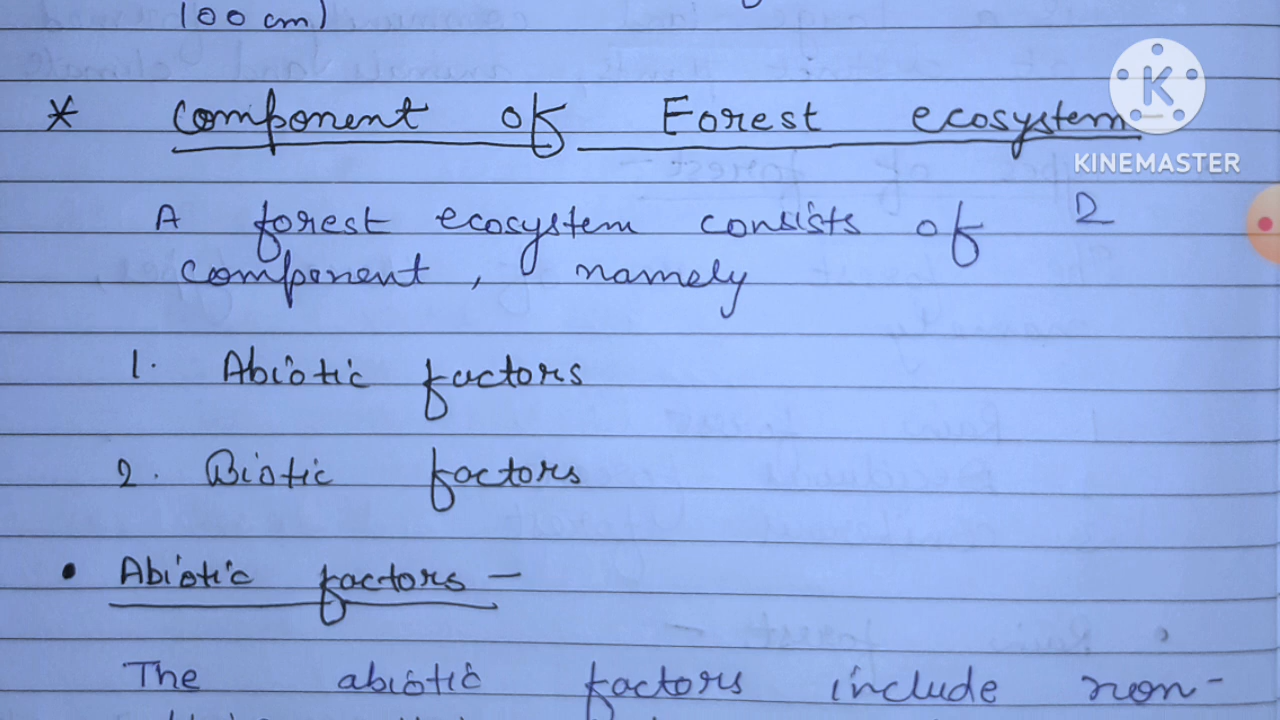 100 cm)
* Component of Forest ecosystem
KINEMASTER
A forest ecosystem consists of 2
component, namely
1. Abiotic factors
2. Biotic factors
• Abiotic factors –
The abiotic factors include non-